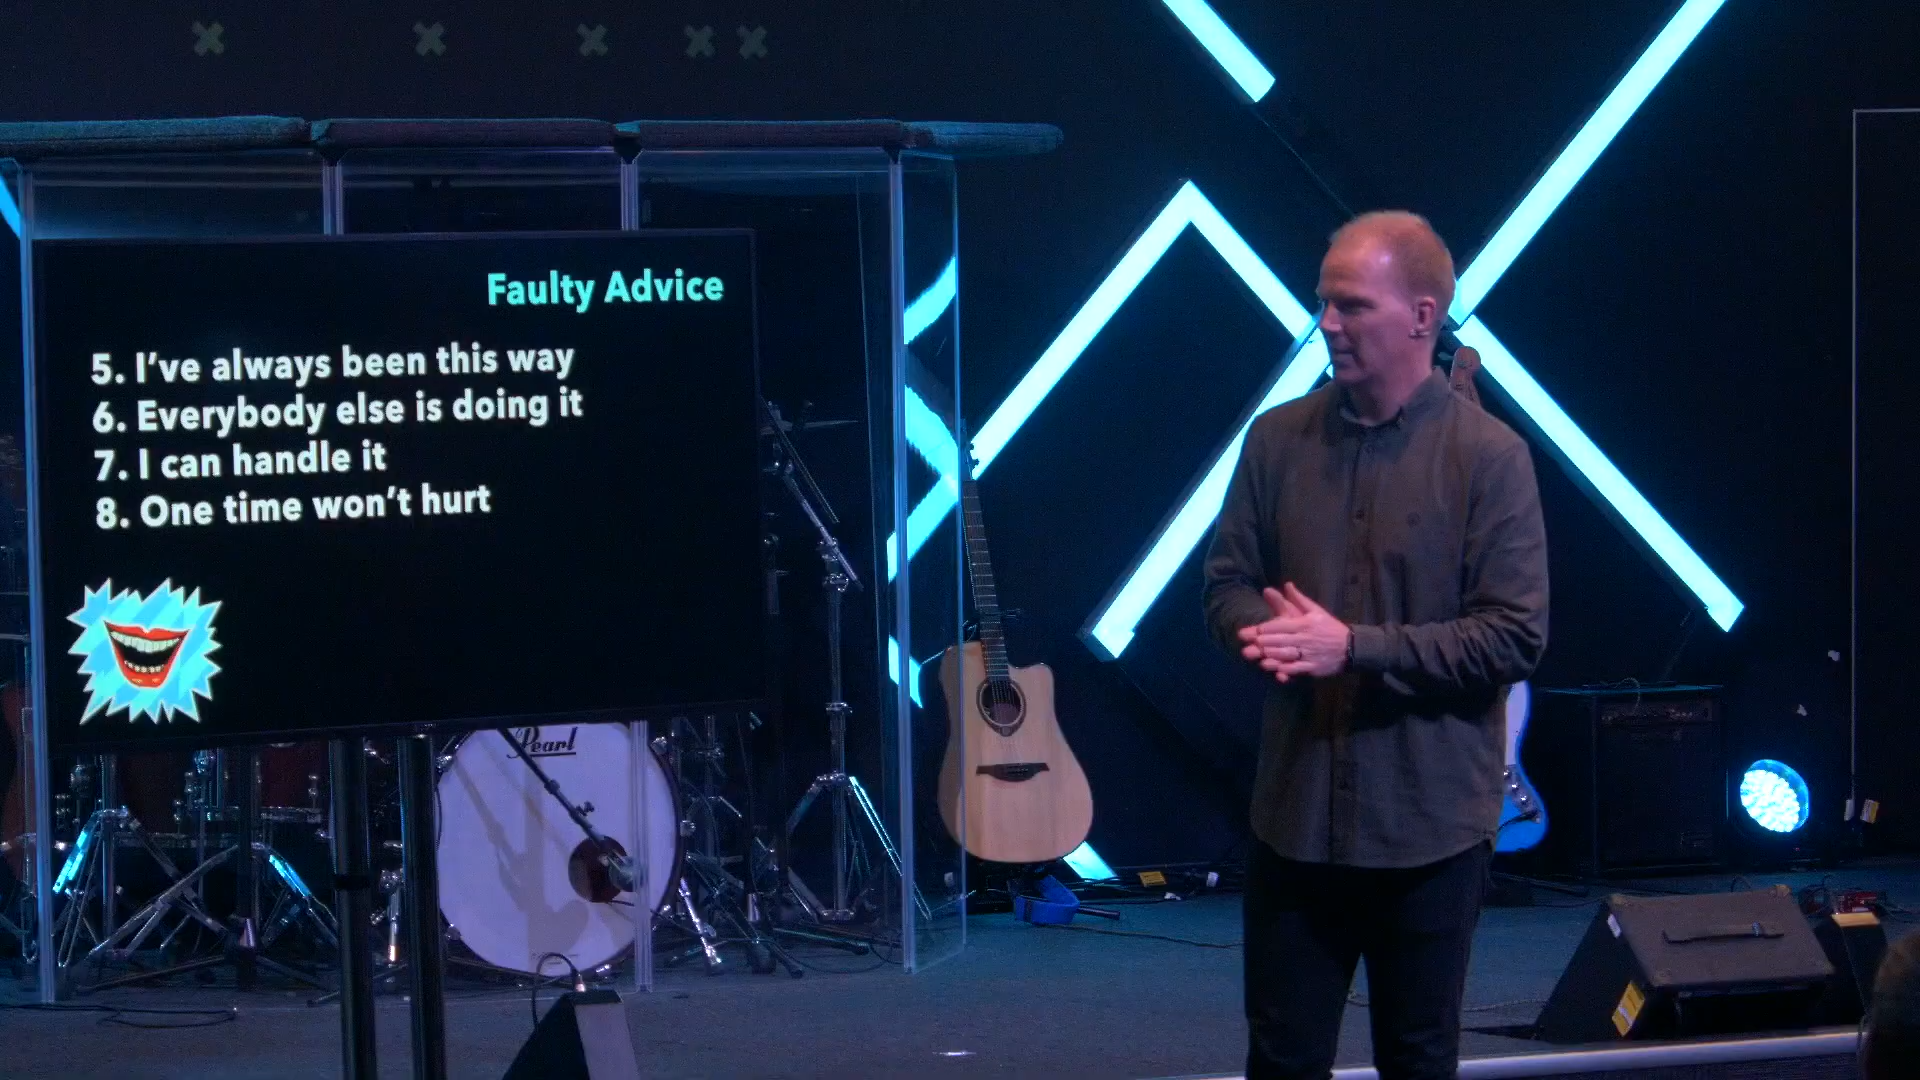 Faulty Advice
5. I’ve always been this way
6. Everybody else is doing it
7. I can handle it
8. One time won’t hurt
Pearl